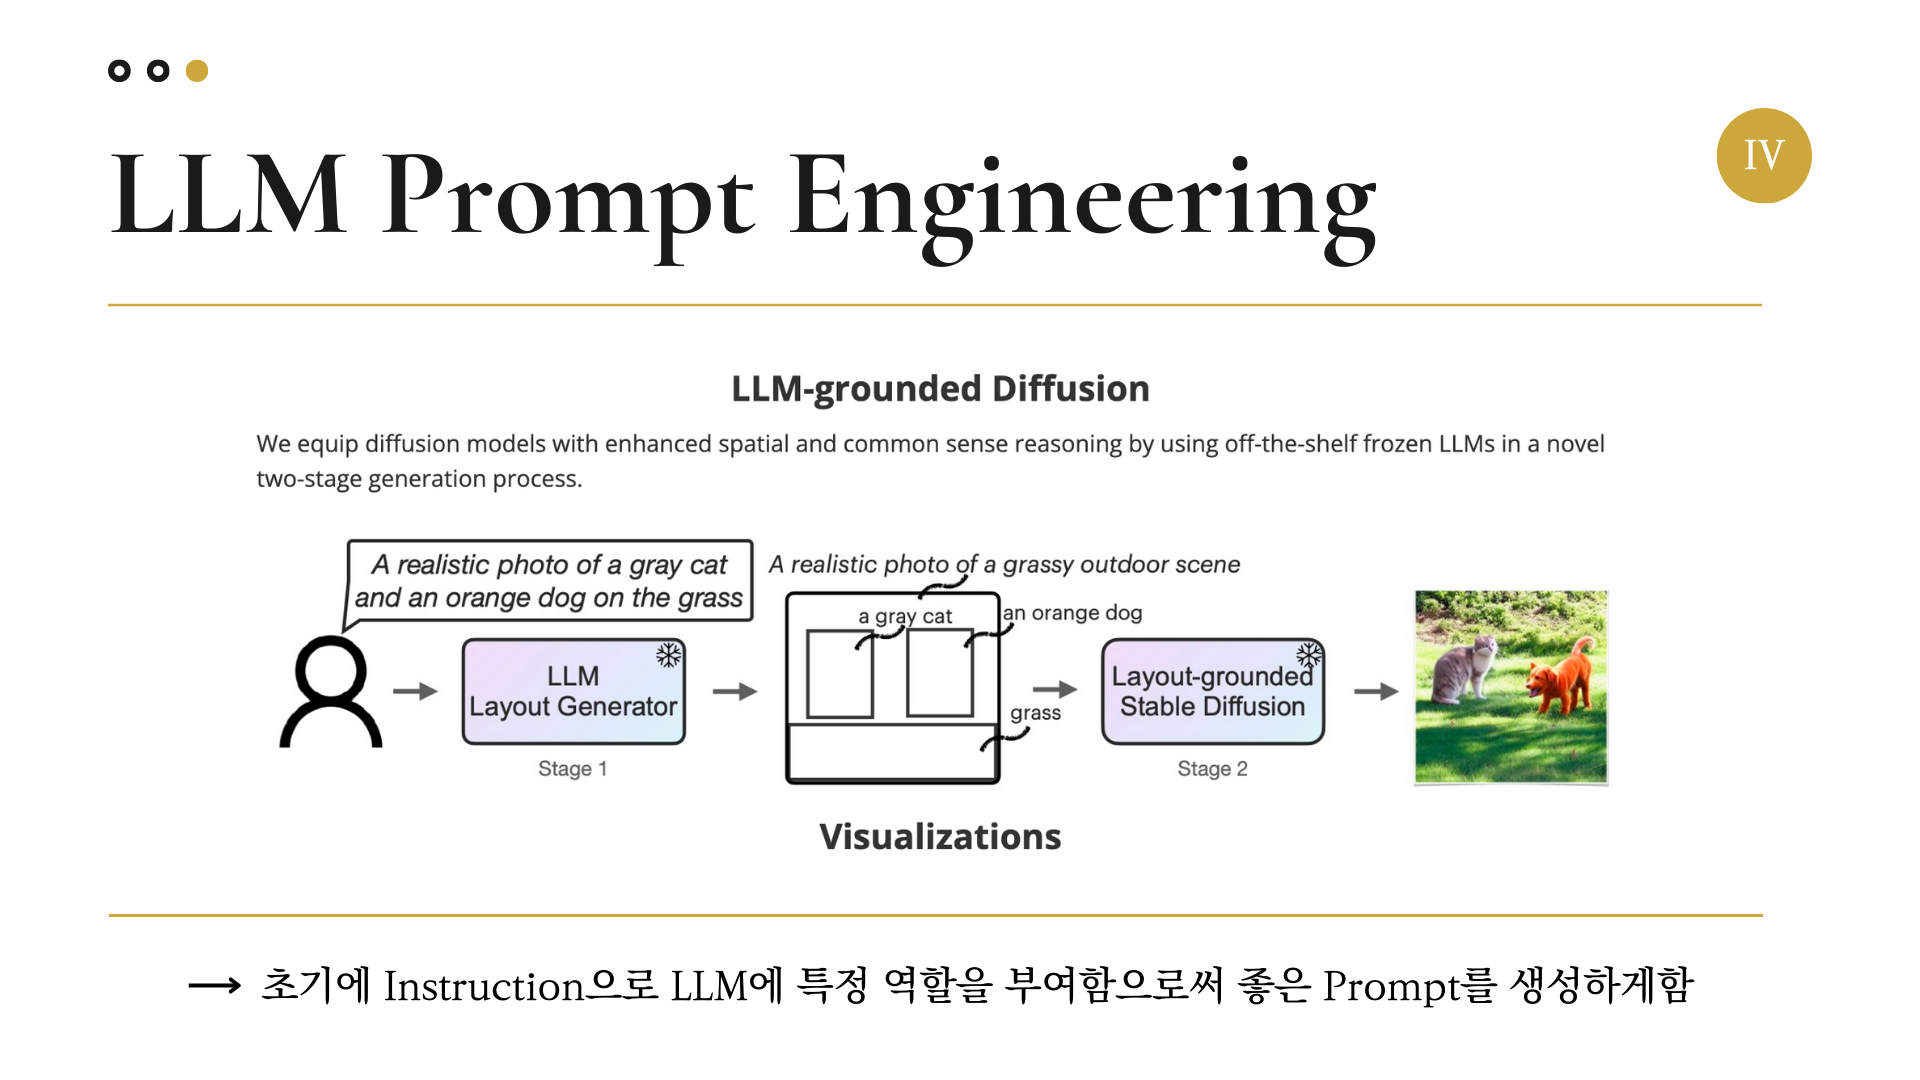 LLM Prompt Engineering
IV
LLM-grounded Diffusion
We equip diffusion models with enhanced spatial and common sense reasoning by using off-the-shelf frozen LLMs in a novel
two-stage generation process.
A realistic photo of a gray cat
and an orange dog on the grass
A realistic photo of a grassy outdoor scene
a gray cat
an orange dog
LLM
Layout Generator
grass
Layout-grounded
Stable Diffusion
Stage 1
Stage 2
Visualizations
→ 초기에 Instruction으로 LLM에 특정 역할을 부여함으로써 좋은 Prompt를 생성하게함